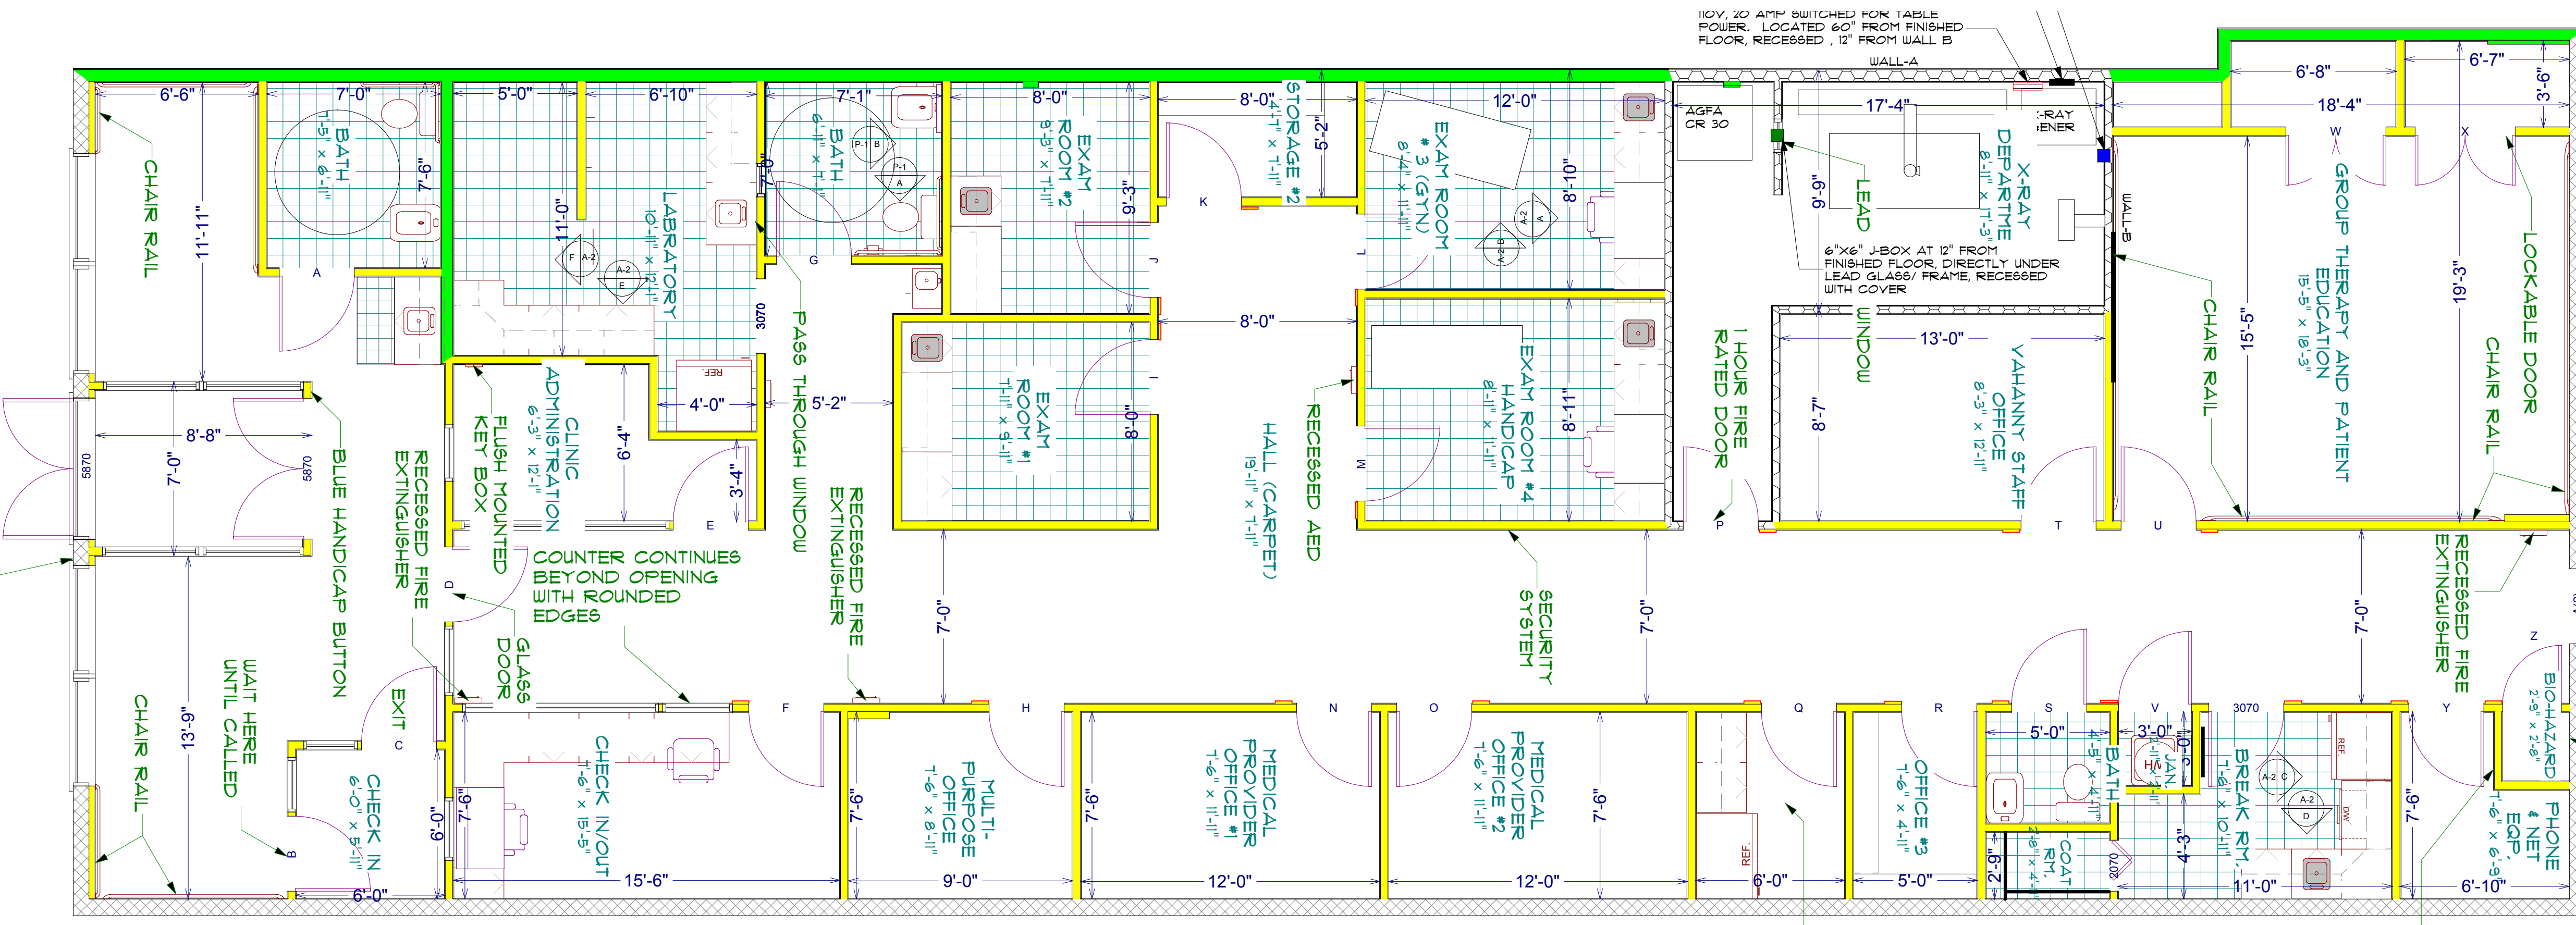 110V, 20 AMP SWITCHED FOR TABLE
POWER. LOCATED 60" FROM FINISHED
FLOOR, RECESSED , 12" FROM WALL B
WALL-A
6'-6"
7'-0"
5'-0"
6'-10"
7'-1"
8'-0"
8'-0"
12'-0"
17'-4"
18'-4"
6'-8"
6'-7"
3'-6"
CHAIR RAIL
11'-11"
BATH
7'-5" x 6'-11"
7'-6"
A
11'-0"
LABRATORY
10'-11" x 12'-1"
F A-2
A-2
E
REF.
3070
7'-0"
BATH
6'-11" x 7'-1"
P-1 B
P-1
A
G
PASS THROUGH WINDOW
EXAM
ROOM #2
9'-3" x 7'-11"
9'-3"
J
K
STORAGE #2
4'-7" x 7'-11"
5'-2"
L
EXAM ROOM
# 3 (GYN)
8'-4" x 11'-11"
A-2
A
A-2 B
8'-10"
AGFA
CR 30
LEAD
WINDOW
9'-9"
X-RAY
DEPARTME
8'-11" x 17'-3"
6"X6" J-BOX AT 12" FROM
FINISHED FLOOR, DIRECTLY UNDER
LEAD GLASS/ FRAME, RECESSED
WITH COVER
WALL-B
CHAIR RAIL
15'-5"
W
X
GROUP THERAPY AND PATIENT
EDUCATION
15'-5" x 18'-3"
19'-3"
LOCKABLE DOOR
CHAIR RAIL
5870
8'-8"
7'-0"
5870
BLUE HANDICAP BUTTON
RECESSED FIRE
EXTINGUISHER
FLUSH MOUNTED
KEY BOX
CLINIC
ADMINISTRATION
6'-3" x 12'-1"
6'-4"
4'-0"
3'-4"
E
5'-2"
RECESSED FIRE
EXTINGUISHER
EXAM
ROOM #1
7'-11" x 9'-11"
8'-0"
I
8'-0"
HALL (CARPET)
19'-11" x 7'-11"
RECESSED AED
M
EXAM ROOM #4
HANDICAP
8'-11" x 11'-11"
8'-11"
1 HOUR FIRE
RATED DOOR
P
13'-0"
8'-7"
YAHANNY STAFF
OFFICE
8'-3" x 12'-11"
T
U
RECESSED FIRE
EXTINGUISHER
D
COUNTER CONTINUES
BEYOND OPENING
WITH ROUNDED
EDGES
GLASS
DOOR
7'-0"
SECURITY
SYSTEM
7'-0"
7'-0"
Z
CHAIR RAIL
13'-9"
WAIT HERE
UNTIL CALLED
B
EXIT
C
CHECK IN
6'-0" x 5'-11"
6'-0"
6'-0"
7'-6"
CHECK IN/OUT
7'-6" x 15'-5"
15'-6"
F
7'-6"
MULTI-
PURPOSE
OFFICE
7'-6" x 8'-11"
9'-0"
H
7'-6"
MEDICAL
PROVIDER
OFFICE #1
7'-6" x 11'-11"
12'-0"
N
O
MEDICAL
PROVIDER
OFFICE #2
7'-6" x 11'-11"
7'-6"
12'-0"
REF.
Q
6'-0"
R
OFFICE #3
7'-6" x 4'-11"
5'-0"
S
5'-0"
BATH
4'-5" x 4'-11"
COAT
RM.
2'-9"
2070
V
3'-0"
3'-0"
JAN.
4'-3"
3070
BREAK RM.
7'-6" x 10'-11"
A-2 C
A-2
D
REF
DW
11'-0"
Y
7'-6"
BIO-HAZARD
2'-9" x 2'-8"
PHONE
& NET
EQP.
7'-6" x 6'-9"
6'-10"